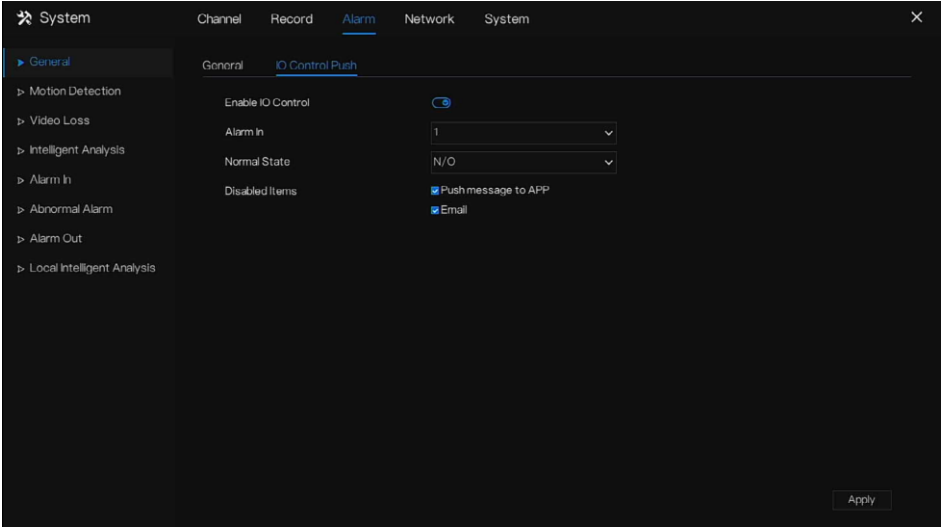 System
Channel Record Alarm Network System
General
Motion Detection
Video Loss
Intelligent Analysis
Alarm In
Abnormal Alarm
Alarm Out
Local Intelligent Analysis
General IO Control Push
Enable IO Control
Alarm In 1
Normal State N/O
Disabled Items Push message to APP
Email
Apply